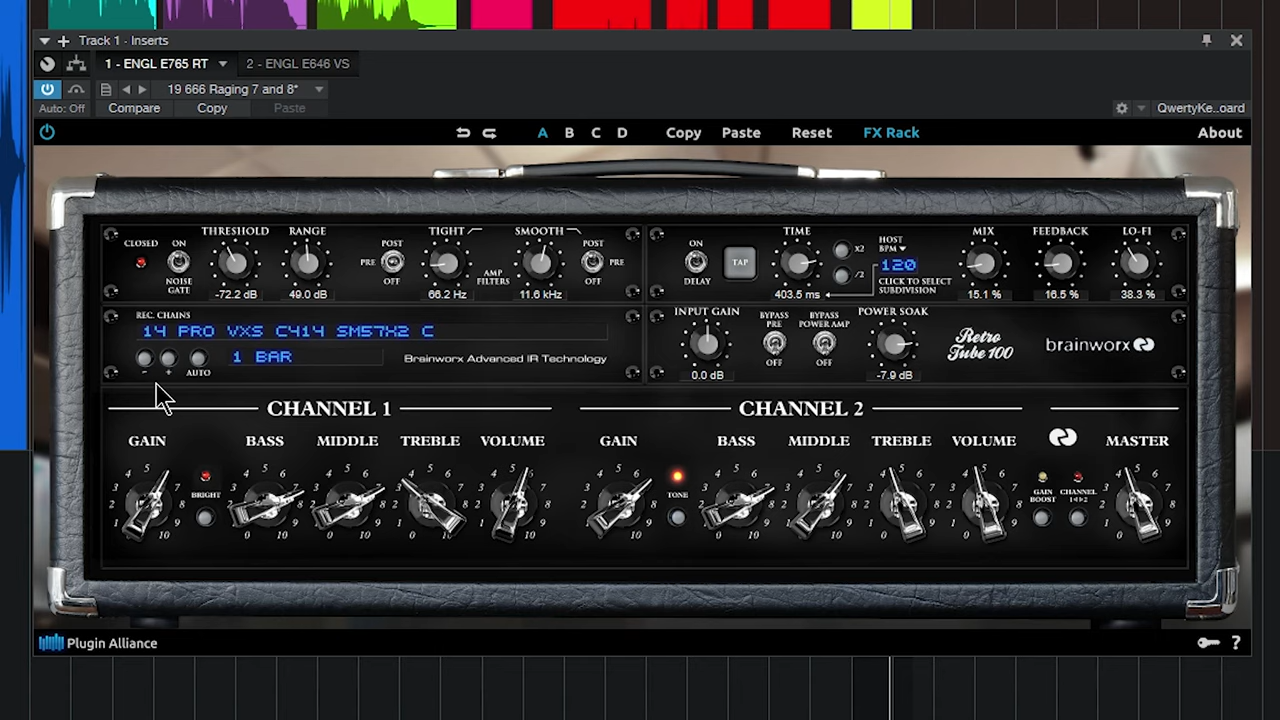 Track 1 - Inserts
1 - ENGL E765 RT
2 - ENGL E646 VS
19 666 Raging 7 and 8*
Auto: Off
Compare
Copy
Paste
QwertyKe..oard
A
B
C
D
Copy
Paste
Reset
FX Rack
About
CLOSED
ON
NOISE
GATE
THRESHOLD
-72.2 dB
RANGE
49.0 dB
POST
PRE
OFF
TIGHT
66.2 Hz
AMP
FILTERS
SMOOTH
11.6 kHz
POST
PRE
OFF
ON
DELAY
TAP
TIME
403.5 ms
x2
/2
HOST
BPM
120
CLICK TO SELECT
SUBDIVISION
MIX
15.1 %
FEEDBACK
16.5 %
LO-FI
38.3 %
REC. CHAINS
14 PRO VXS C414 SM57X2 C
- + AUTO
1 BAR
Brainworx Advanced IR Technology
INPUT GAIN
0.0 dB
BYPASS
PRE
OFF
BYPASS
POWER AMP
OFF
POWER SOAK
-7.9 dB
Retro
Tube 100
brainworx
CHANNEL 1
CHANNEL 2
GAIN
BRIGHT
BASS
MIDDLE
TREBLE
VOLUME
GAIN
TONE
BASS
MIDDLE
TREBLE
VOLUME
GAIN
BOOST
CHANNEL
MASTER
Plugin Alliance
?